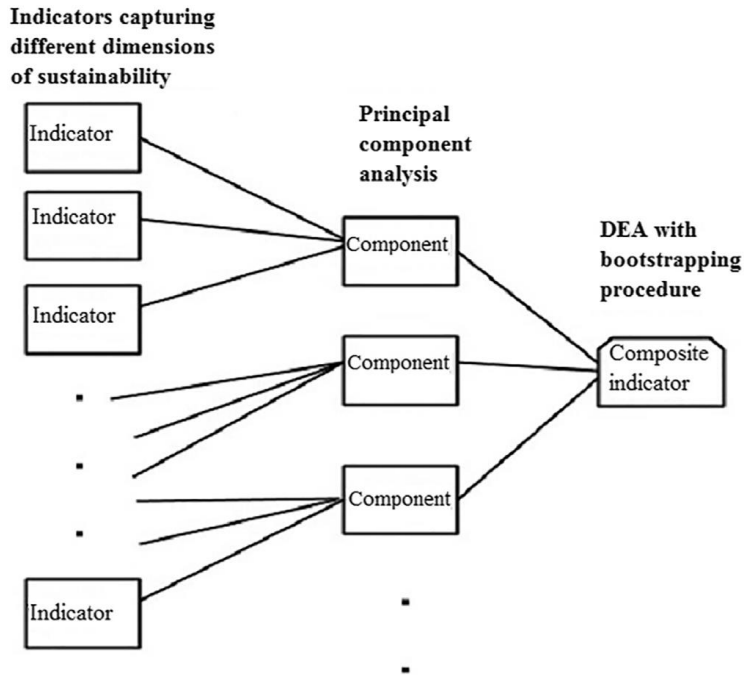 Indicators capturing
different dimensions
of sustainability
Indicator
Indicator
Indicator
Indicator
Principal
component
analysis
Component
Component
Component
DEA with
bootstrapping
procedure
Composite
indicator